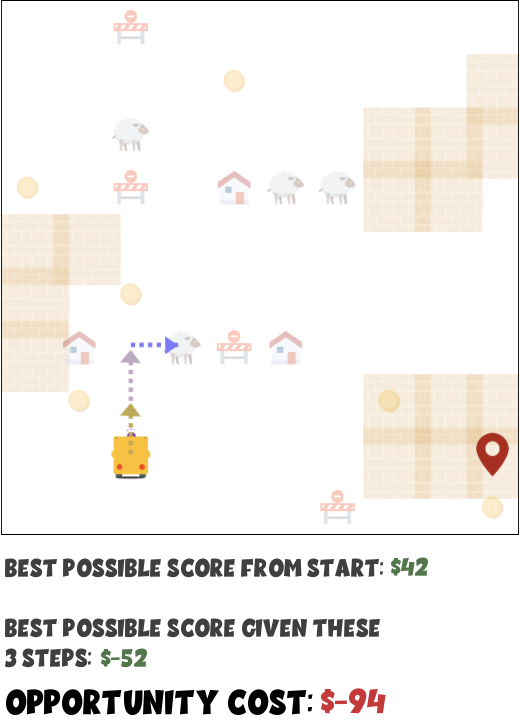 BEST POSSIBLE SCORE FROM START: $42
BEST POSSIBLE SCORE GIVEN THESE
3 STEPS: $-52
OPPORTUNITY COST: $-94